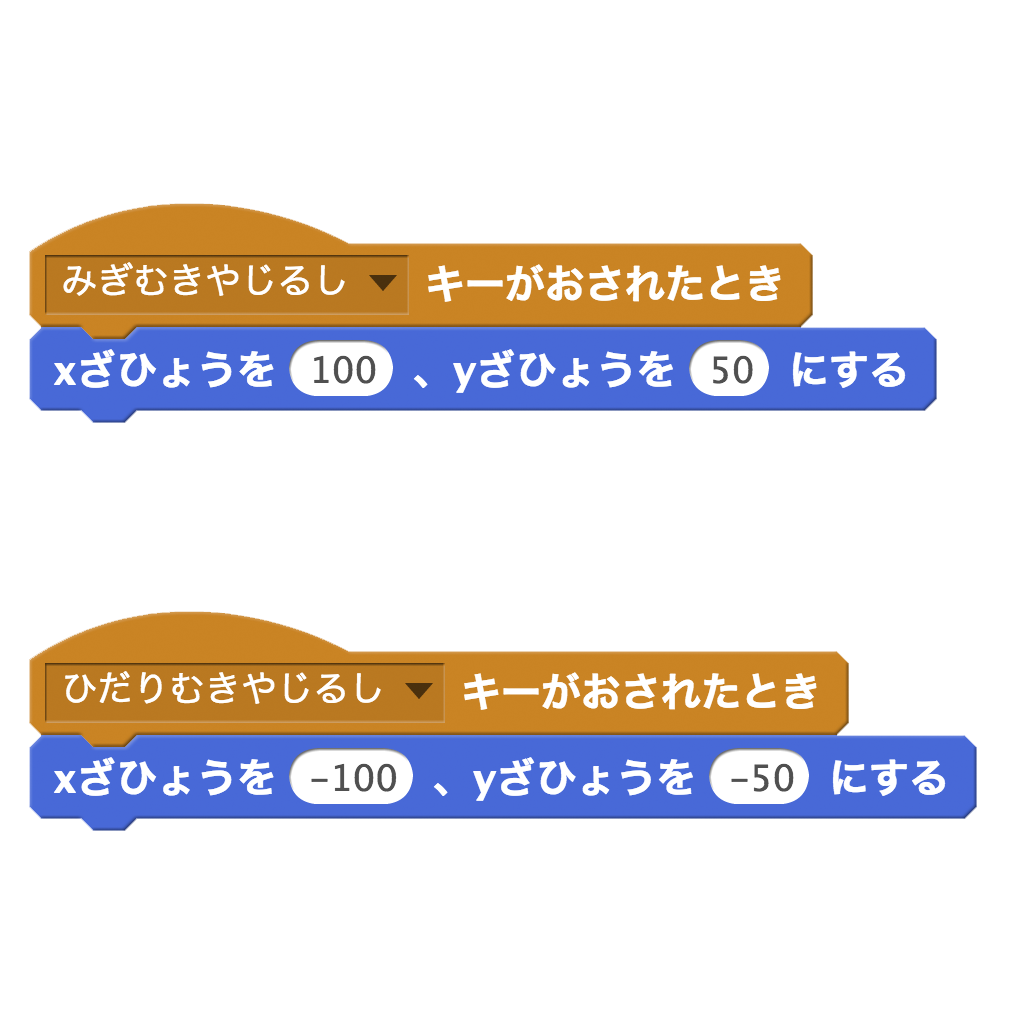 みぎむきやじるし キーがおされたとき
xざひょうを 100 、yざひょうを 50 にする
ひだりむきやじるし キーがおされたとき
xざひょうを -100 、yざひょうを -50 にする